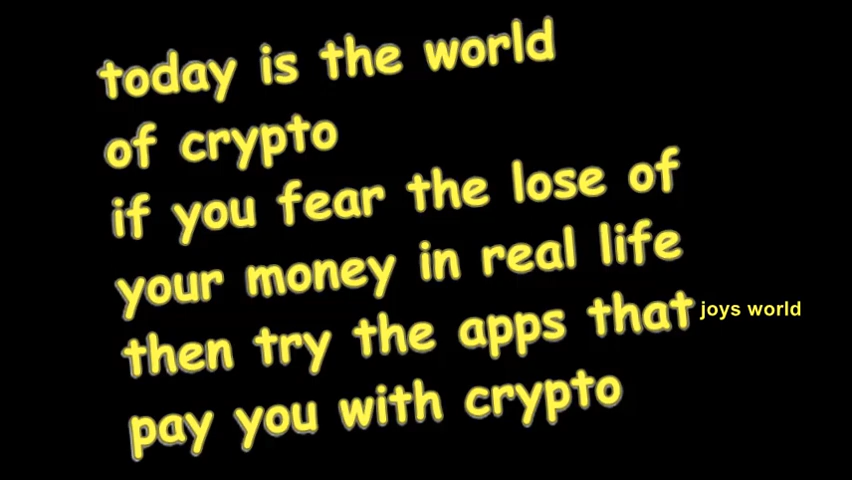 today is the world
of crypto
if you fear the lose of
your money in real life
then try the apps that
joys world
pay you with crypto